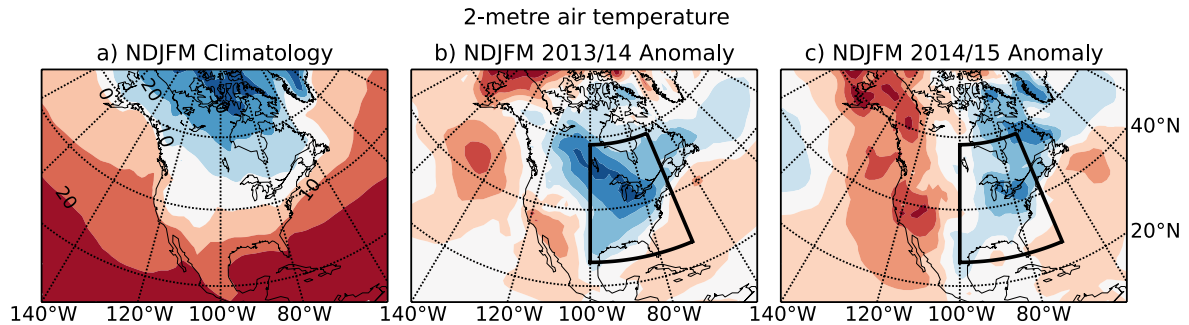 2-metre air temperature
a) NDJFM Climatology
b) NDJFM 2013/14 Anomaly
c) NDJFM 2014/15 Anomaly
0
20
10
20
10
40°N
20°N
140°W 120°W 100°W 80°W
140°W 120°W 100°W 80°W
140°W 120°W 100°W 80°W